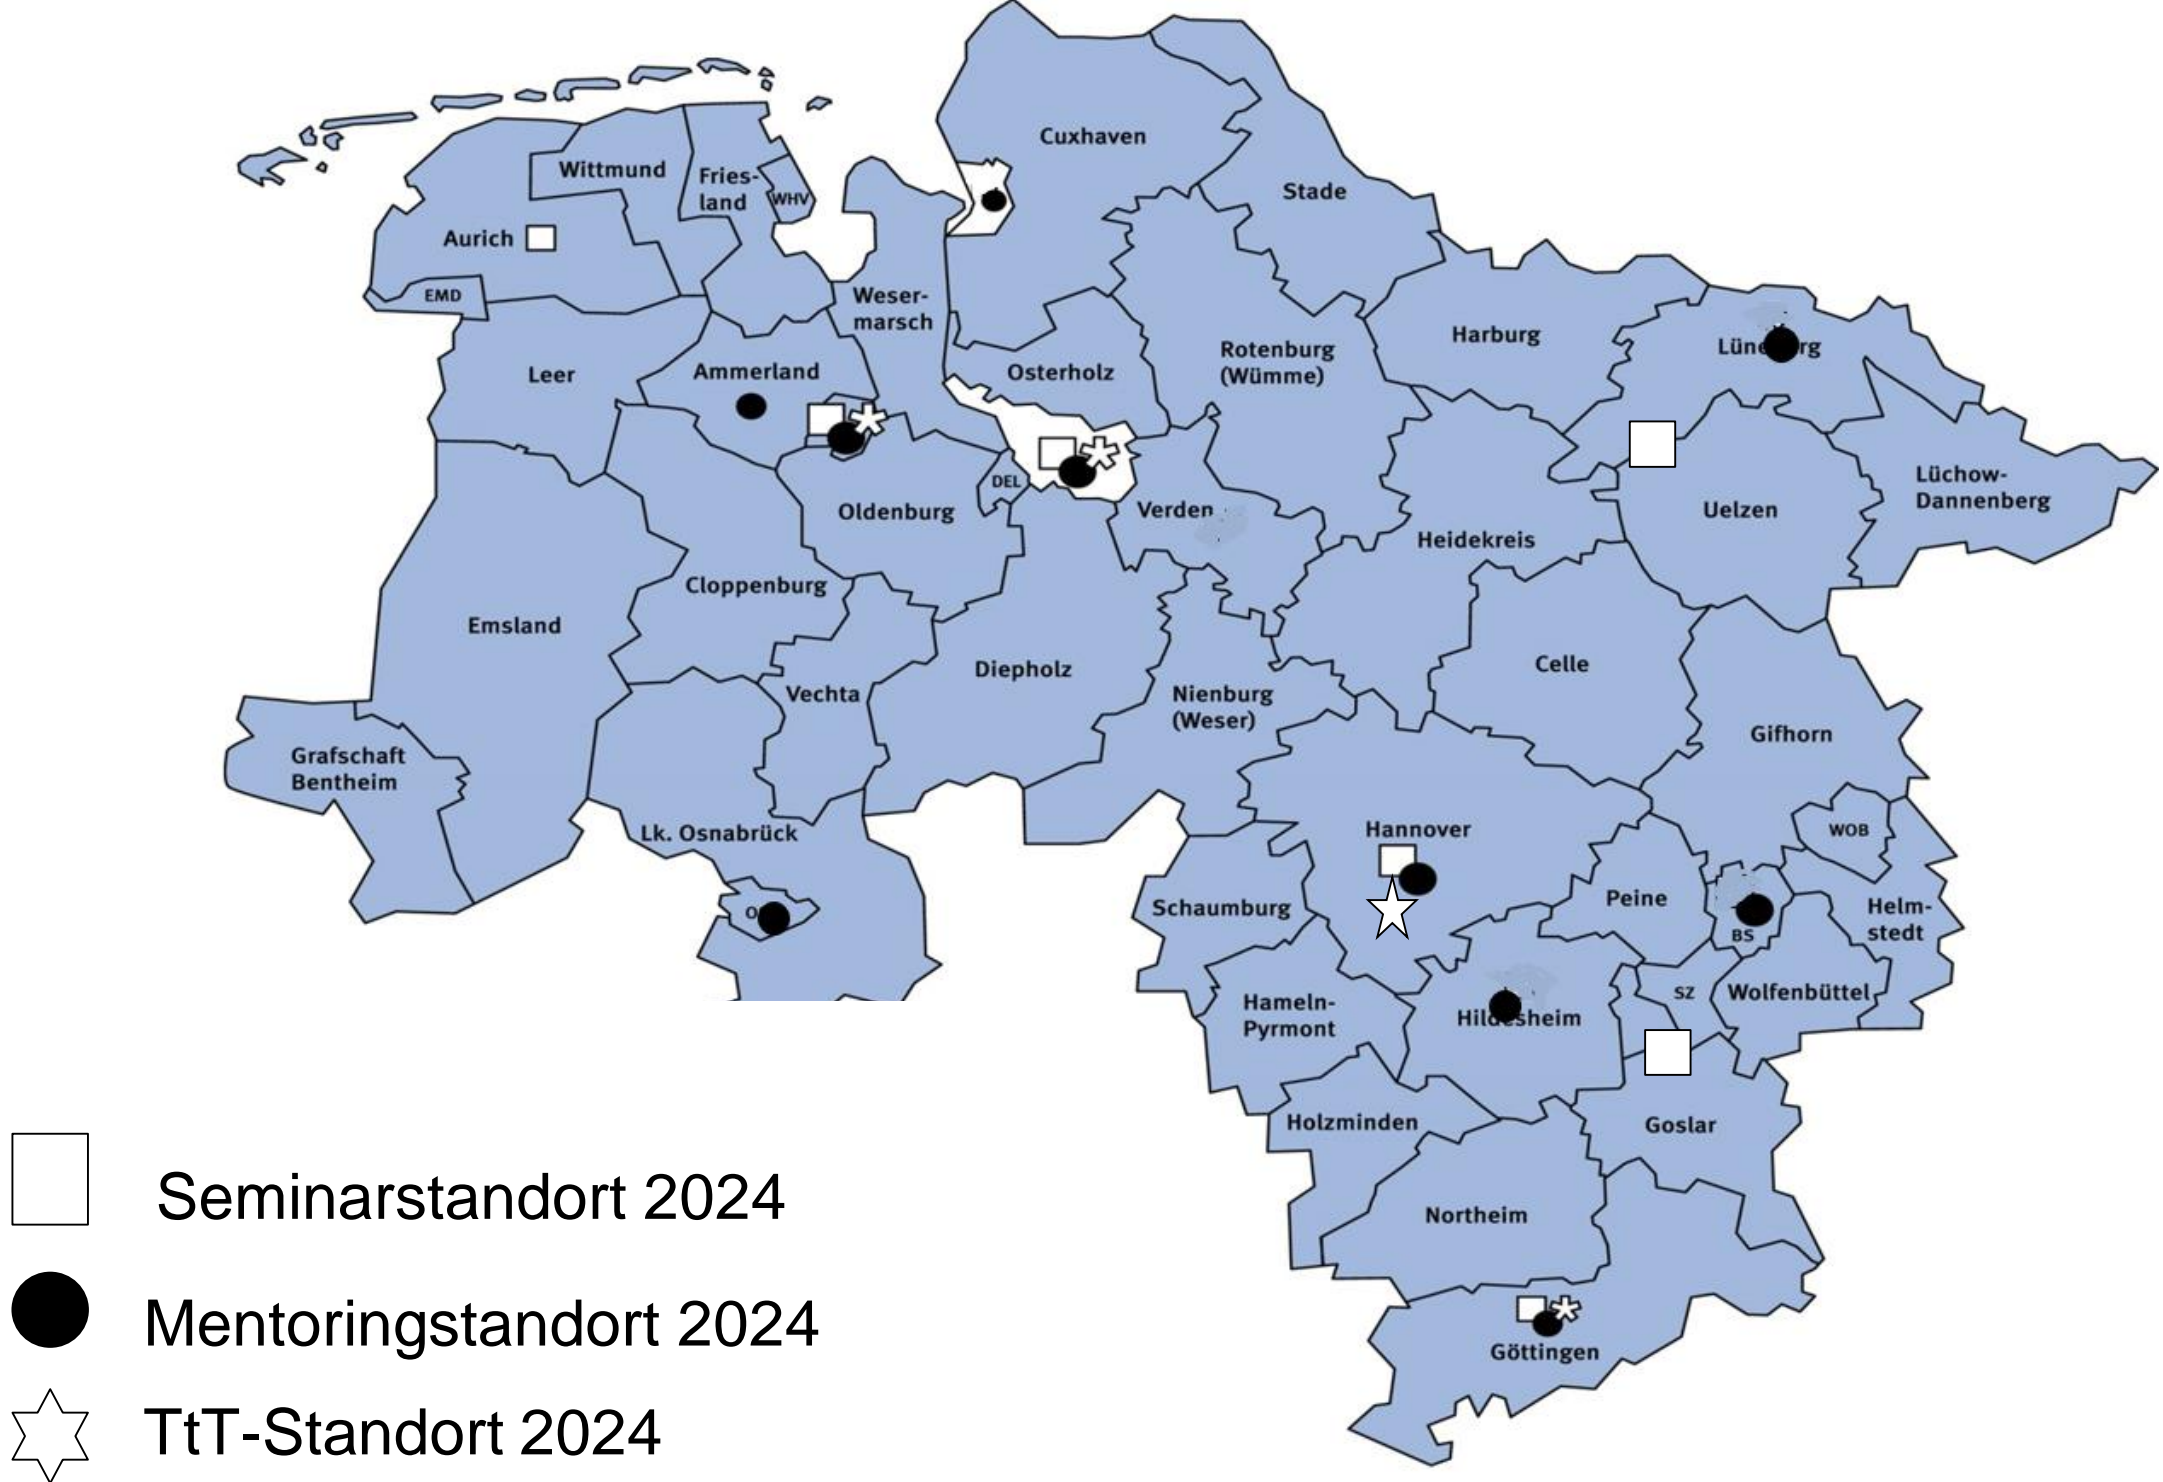 Cuxhaven
Wittmund
Fries-
land
WHV
Stade
Aurich
EMD
Weser-
marsch
Harburg
Rotenburg
(Wümme)
Leer
Ammerland
Osterholz
Lüchow-
Dannenberg
DEL
Oldenburg
Verden
Uelzen
Heidekreis
Cloppenburg
Emsland
Diepholz
Celle
Vechta
Nienburg
(Weser)
Gifhorn
Grafschaft
Bentheim
Lk. Osnabrück
Hannover
WOB
Schaumburg
Peine
Helm-
stedt
BS
Hameln-
Pyrmont
SZ
Wolfenbüttel
Holzminden
Goslar
Northeim
Göttingen
Seminarstandort 2024
Mentoringstandort 2024
TtT-Standort 2024